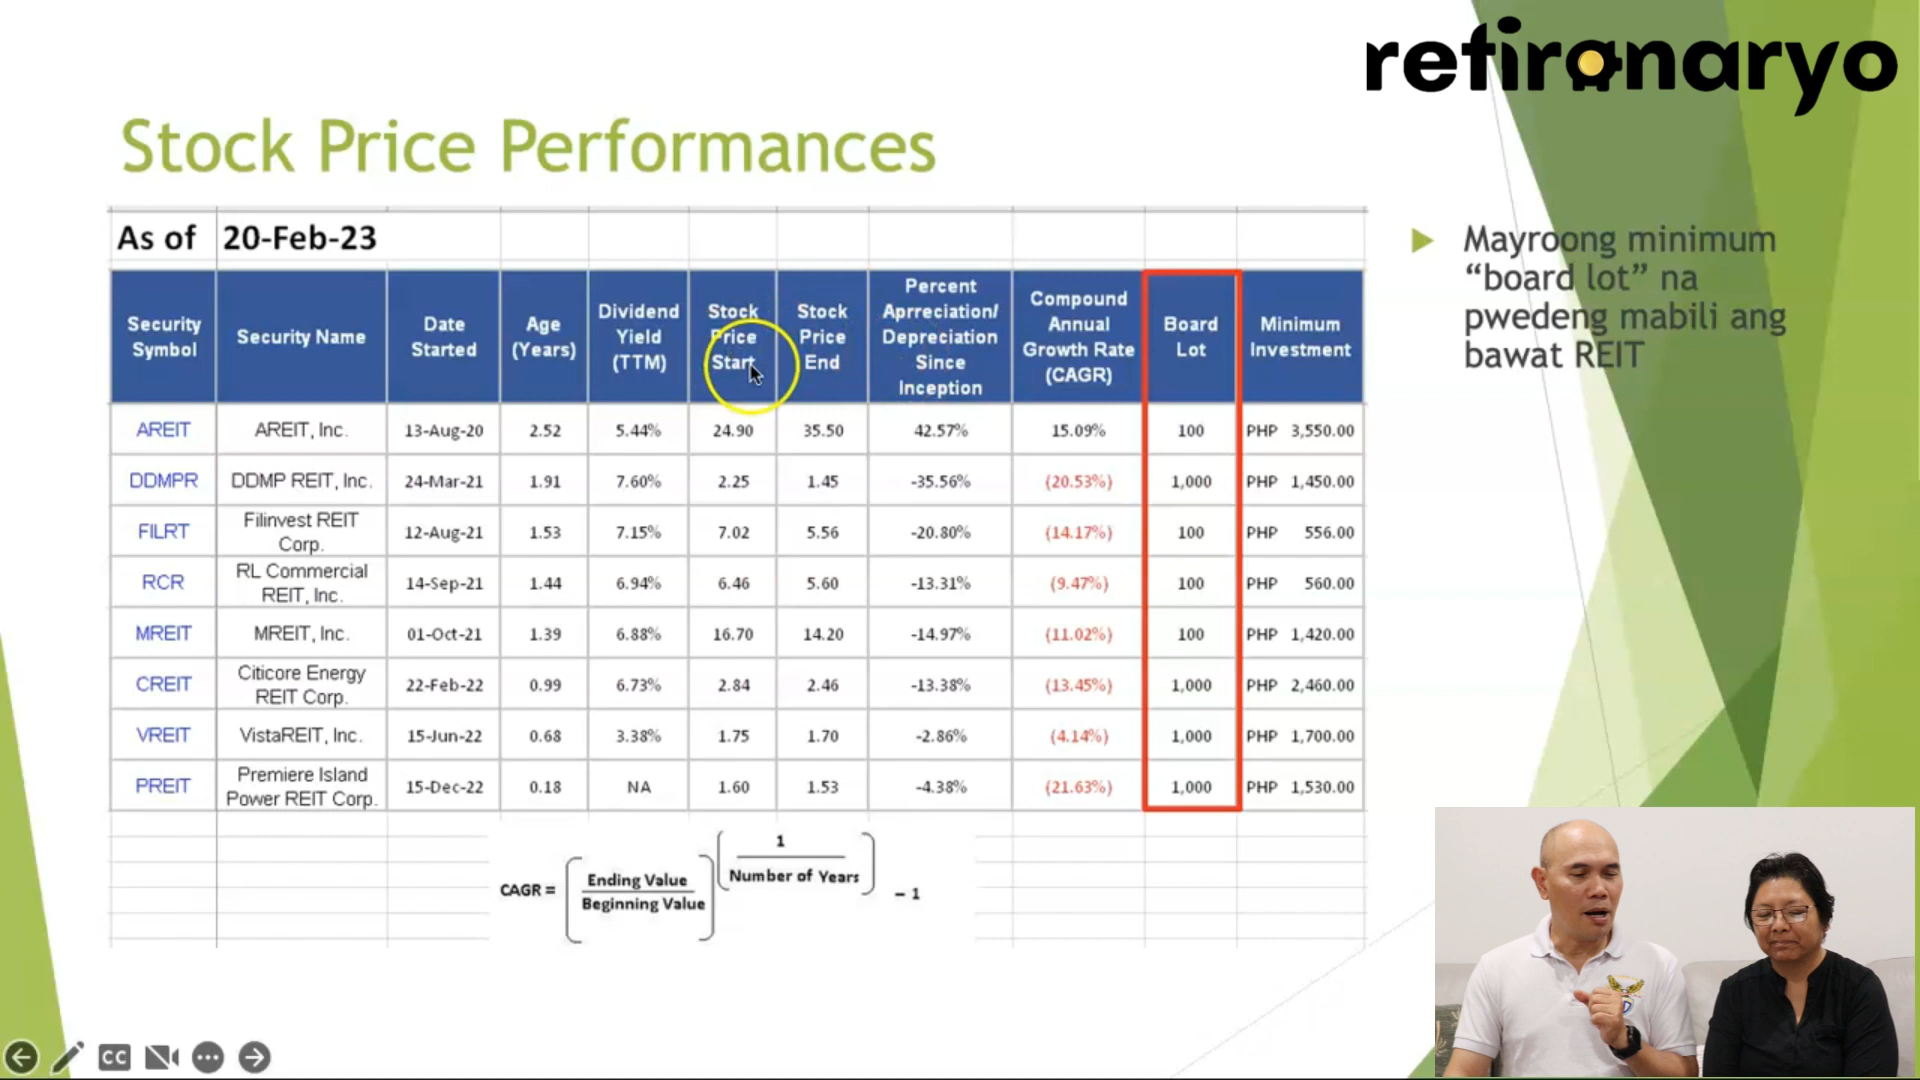 retiranaryo
Stock Price Performances
As of 20-Feb-23
Security Symbol Security Name Date Started Age (Years) Dividend Yield (TTM) Stock Price Start Stock Price End Percent Aprreciation/ Depreciation Since Inception Compound Annual Growth Rate (CAGR) Board Lot Minimum Investment
AREIT AREIT, Inc. 13-Aug-20 2.52 5.44% 24.90 35.50 42.57% 15.09% 100 PHP 3,550.00
DDMPR DDMP REIT, Inc. 24-Mar-21 1.91 7.60% 2.25 1.45 -35.56% (20.53%) 1,000 PHP 1,450.00
FILRT Filinvest REIT Corp. 12-Aug-21 1.53 7.15% 7.02 5.56 -20.80% (14.17%) 100 PHP 556.00
RCR RL Commercial REIT, Inc. 14-Sep-21 1.44 6.94% 6.46 5.60 -13.31% (9.47%) 100 PHP 560.00
MREIT MREIT, Inc. 01-Oct-21 1.39 6.88% 16.70 14.20 -14.97% (11.02%) 100 PHP 1,420.00
CREIT Citicore Energy REIT Corp. 22-Feb-22 0.99 6.73% 2.84 2.46 -13.38% (13.45%) 1,000 PHP 2,460.00
VREIT VistaREIT, Inc. 15-Jun-22 0.68 3.38% 1.75 1.70 -2.86% (4.14%) 1,000 PHP 1,700.00
PREIT Premiere Island Power REIT Corp. 15-Dec-22 0.18 NA 1.60 1.53 -4.38% (21.63%) 1,000 PHP 1,530.00
CAGR = Ending Value / Beginning Value 1 / Number of Years - 1
Mayroong minimum
“board lot” na
pwedeng mabili ang
bawat REIT
CC